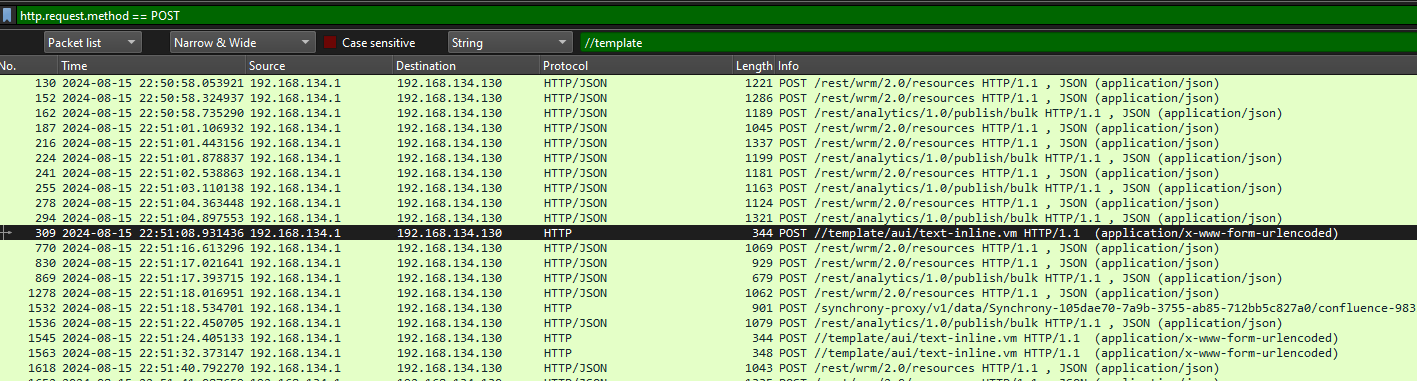 http.request.method == POST
Packet list Narrow & Wide Case sensitive String //template
No. Time Source Destination Protocol Length Info
130 2024-08-15 22:50:58.053921 192.168.134.1 192.168.134.130 HTTP/JSON 1221 POST /rest/wrm/2.0/resources HTTP/1.1 , JSON (application/json)
152 2024-08-15 22:50:58.324937 192.168.134.1 192.168.134.130 HTTP/JSON 1286 POST /rest/wrm/2.0/resources HTTP/1.1 , JSON (application/json)
162 2024-08-15 22:50:58.735290 192.168.134.1 192.168.134.130 HTTP/JSON 1189 POST /rest/analytics/1.0/publish/bulk HTTP/1.1 , JSON (application/json)
187 2024-08-15 22:51:01.106932 192.168.134.1 192.168.134.130 HTTP/JSON 1045 POST /rest/wrm/2.0/resources HTTP/1.1 , JSON (application/json)
216 2024-08-15 22:51:01.443156 192.168.134.1 192.168.134.130 HTTP/JSON 1337 POST /rest/wrm/2.0/resources HTTP/1.1 , JSON (application/json)
224 2024-08-15 22:51:01.878837 192.168.134.1 192.168.134.130 HTTP/JSON 1199 POST /rest/analytics/1.0/publish/bulk HTTP/1.1 , JSON (application/json)
241 2024-08-15 22:51:02.538863 192.168.134.1 192.168.134.130 HTTP/JSON 1181 POST /rest/wrm/2.0/resources HTTP/1.1 , JSON (application/json)
255 2024-08-15 22:51:03.110138 192.168.134.1 192.168.134.130 HTTP/JSON 1163 POST /rest/analytics/1.0/publish/bulk HTTP/1.1 , JSON (application/json)
278 2024-08-15 22:51:04.363448 192.168.134.1 192.168.134.130 HTTP/JSON 1124 POST /rest/wrm/2.0/resources HTTP/1.1 , JSON (application/json)
294 2024-08-15 22:51:04.897553 192.168.134.1 192.168.134.130 HTTP/JSON 1321 POST /rest/analytics/1.0/publish/bulk HTTP/1.1 , JSON (application/json)
309 2024-08-15 22:51:08.931436 192.168.134.1 192.168.134.130 HTTP 344 POST //template/aui/text-inline.vm HTTP/1.1 (application/x-www-form-urlencoded)
770 2024-08-15 22:51:16.613296 192.168.134.1 192.168.134.130 HTTP/JSON 1069 POST /rest/wrm/2.0/resources HTTP/1.1 , JSON (application/json)
830 2024-08-15 22:51:17.021641 192.168.134.1 192.168.134.130 HTTP/JSON 929 POST /rest/wrm/2.0/resources HTTP/1.1 , JSON (application/json)
869 2024-08-15 22:51:17.393715 192.168.134.1 192.168.134.130 HTTP/JSON 679 POST /rest/analytics/1.0/publish/bulk HTTP/1.1 , JSON (application/json)
1278 2024-08-15 22:51:18.016951 192.168.134.1 192.168.134.130 HTTP/JSON 1062 POST /rest/wrm/2.0/resources HTTP/1.1 , JSON (application/json)
1532 2024-08-15 22:51:18.534701 192.168.134.1 192.168.134.130 HTTP 901 POST /synchrony-proxy/v1/data/Synchrony-105dae70-7a9b-3755-ab85-712bb5c827a0/confluence-983
1536 2024-08-15 22:51:22.450705 192.168.134.1 192.168.134.130 HTTP/JSON 1079 POST /rest/analytics/1.0/publish/bulk HTTP/1.1 , JSON (application/json)
1545 2024-08-15 22:51:24.405133 192.168.134.1 192.168.134.130 HTTP 344 POST //template/aui/text-inline.vm HTTP/1.1 (application/x-www-form-urlencoded)
1563 2024-08-15 22:51:32.373147 192.168.134.1 192.168.134.130 HTTP 348 POST //template/aui/text-inline.vm HTTP/1.1 (application/x-www-form-urlencoded)
1618 2024-08-15 22:51:40.792270 192.168.134.1 192.168.134.130 HTTP/JSON 1043 POST /rest/wrm/2.0/resources HTTP/1.1 , JSON (application/json)